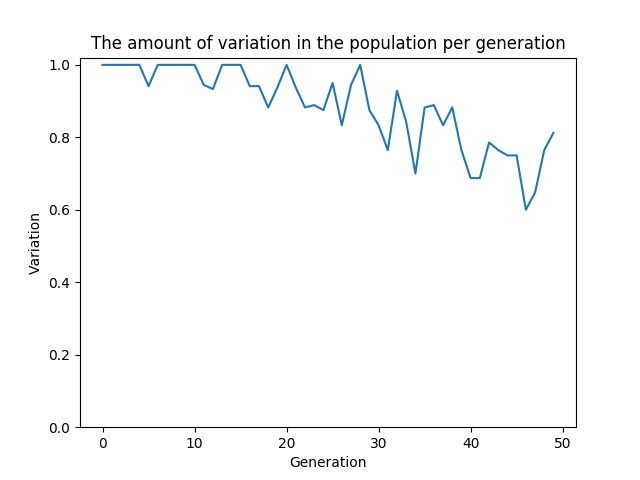 The amount of variation in the population per generation
1.0
0.8
0.6
0.4
0.2
0.0
Variation
0 10 20 30 40 50
Generation